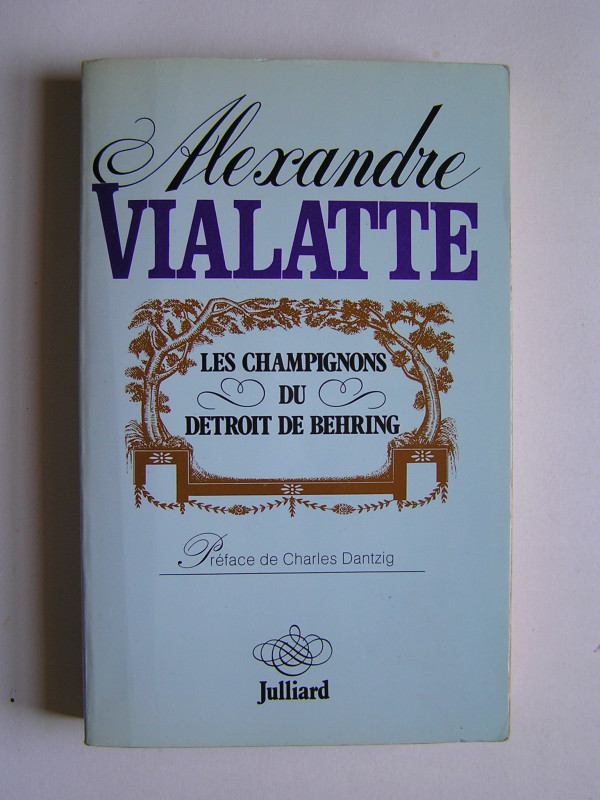 Alexandre
VIALATTE
LES CHAMPIGNONS
DU
DETROIT DE BEHRING
Préface de Charles Dantzig
Julliard